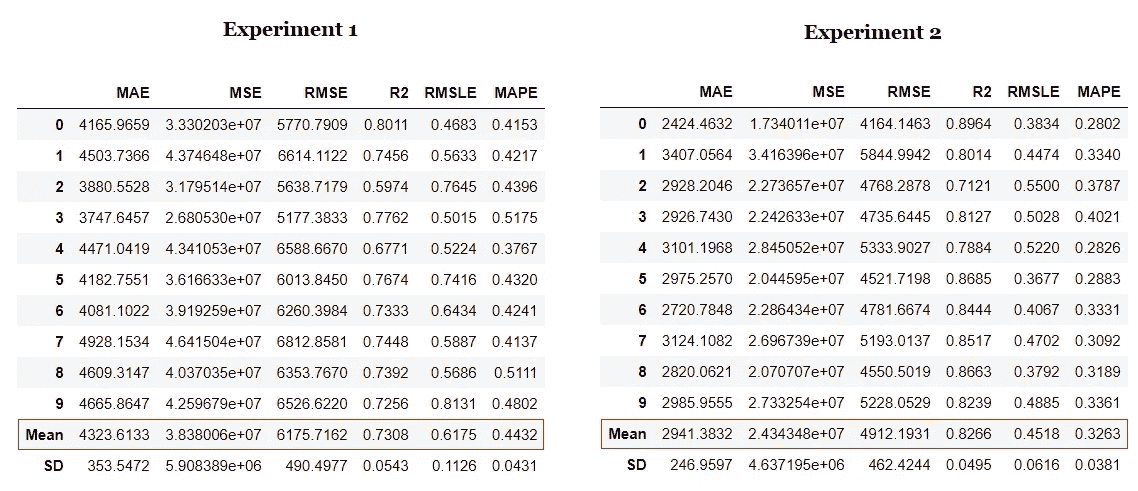 Experiment 1
MAE MSE RMSE R2 RMSLE MAPE
0 4165.9659 3.330203e+07 5770.7909 0.8011 0.4683 0.4153
1 4503.7366 4.374648e+07 6614.1122 0.7456 0.5633 0.4217
2 3880.5528 3.179514e+07 5638.7179 0.5974 0.7645 0.4396
3 3747.6457 2.680530e+07 5177.3833 0.7762 0.5015 0.5175
4 4471.0419 4.341053e+07 6588.6670 0.6771 0.5224 0.3767
5 4182.7551 3.616633e+07 6013.8450 0.7674 0.7416 0.4320
6 4081.1022 3.919259e+07 6260.3984 0.7333 0.6434 0.4241
7 4928.1534 4.641504e+07 6812.8581 0.7448 0.5887 0.4137
8 4609.3147 4.037035e+07 6353.7670 0.7392 0.5686 0.5111
9 4665.8647 4.259679e+07 6526.6220 0.7256 0.8131 0.4802
Mean 4323.6133 3.838006e+07 6175.7162 0.7308 0.6175 0.4432
SD 353.5472 5.908389e+06 490.4977 0.0543 0.1126 0.0431
Experiment 2
MAE MSE RMSE R2 RMSLE MAPE
0 2424.4632 1.734011e+07 4164.1463 0.8964 0.3834 0.2802
1 3407.0564 3.416396e+07 5844.9942 0.8014 0.4474 0.3340
2 2928.2046 2.273657e+07 4768.2878 0.7121 0.5500 0.3787
3 2926.7430 2.242633e+07 4735.6445 0.8127 0.5028 0.4021
4 3101.1968 2.845052e+07 5333.9027 0.7884 0.5220 0.2826
5 2975.2570 2.044595e+07 4521.7198 0.8685 0.3677 0.2883
6 2720.7848 2.286434e+07 4781.6674 0.8444 0.4067 0.3331
7 3124.1082 2.696739e+07 5193.0137 0.8517 0.4702 0.3092
8 2820.0621 2.070707e+07 4550.5019 0.8663 0.3792 0.3189
9 2985.9555 2.733254e+07 5228.0529 0.8239 0.4885 0.3361
Mean 2941.3832 2.434348e+07 4912.1931 0.8266 0.4518 0.3263
SD 246.9597 4.637195e+06 462.4244 0.0495 0.0616 0.0381